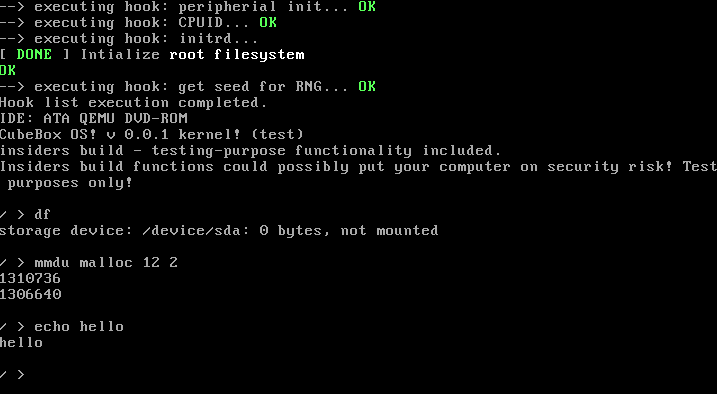 --> executing hook: peripherial init... OK
--> executing hook: CPUID... OK
--> executing hook: initrd...
[ DONE ] Intialize root filesystem
OK
--> executing hook: get seed for RNG... OK
Hook list execution completed.
IDE: ATA QEMU DVD-ROM
CubeBox OS! v 0.0.1 kernel! (test)
insiders build - testing-purpose functionality included.
Insiders build functions could possibly put your computer on security risk! Test
 purposes only!
/ > df
storage device: /device/sda: 0 bytes, not mounted
/ > mmdu malloc 12 2
1310736
1306640
/ > echo hello
hello
/ >